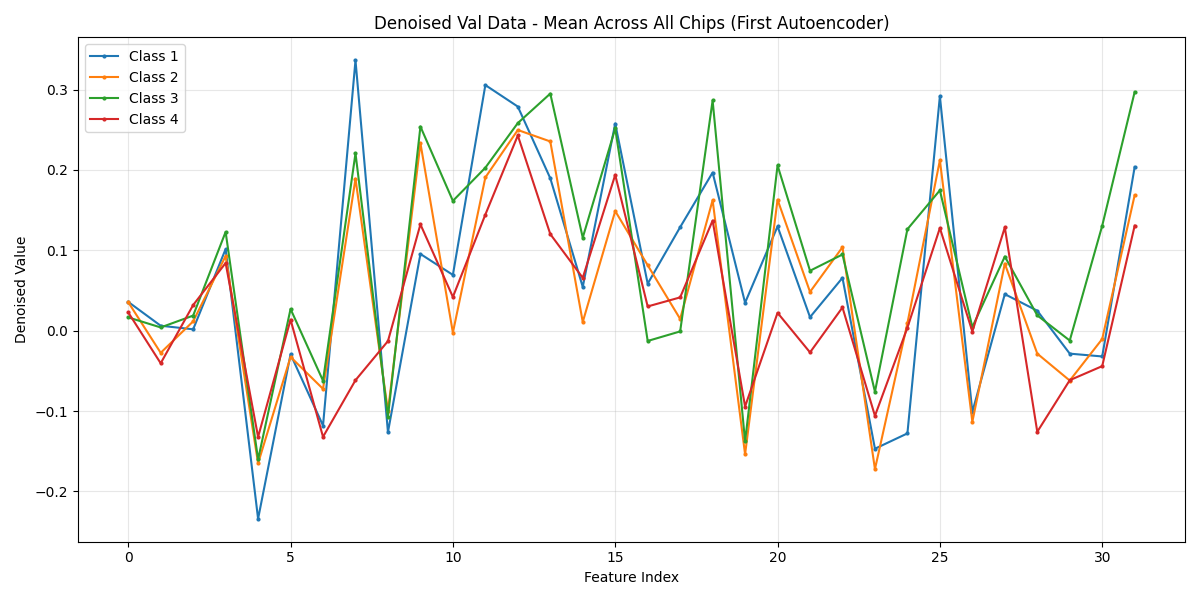 Denoised Val Data - Mean Across All Chips (First Autoencoder)
Class 1
Class 2
Class 3
Class 4
Denoised Value
0.3
0.2
0.1
0.0
−0.1
−0.2
0
5
10
15
20
25
30
Feature Index